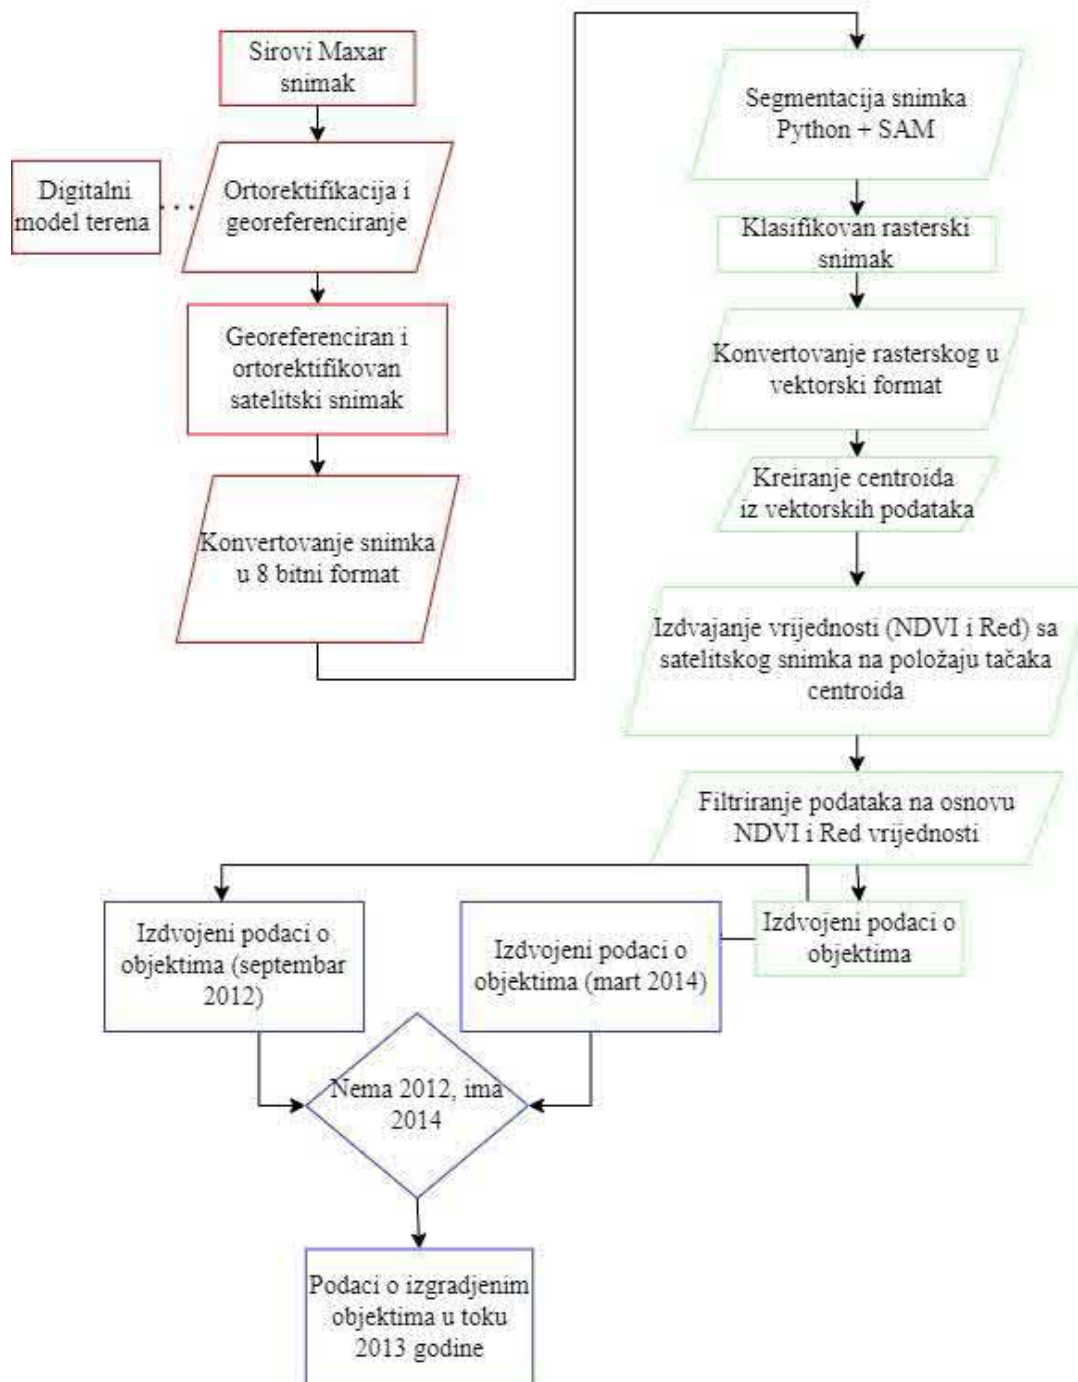 Sirovi Maxar
snimak
Digitalni
model terena
Ortorektifikacija i
georeferenciranje
Georeferenciran i
ortorektifikovan
satelitski snimak
Konvertovanje snimka
u 8 bitni format
Segmentacija snimka
Python + SAM
Klasifikovan rasterski
snimak
Konvertovanje rasterskog u
vektorski format
Kreiranje centroida
iz vektorskih podataka
Izdvajanje vrijednosti (NDVI i Red) sa
satelitskog snimka na položaju tačaka
centroida
Filtriranje podataka na osnovu
NDVI i Red vrijednosti
Izdvojeni podaci o
objektima
Izdvojeni podaci o
objektima (septembar
2012)
Izdvojeni podaci o
objektima (mart 2014)
Nema 2012, ima
2014
Podaci o izgradjenim
objektima u toku
2013 godine